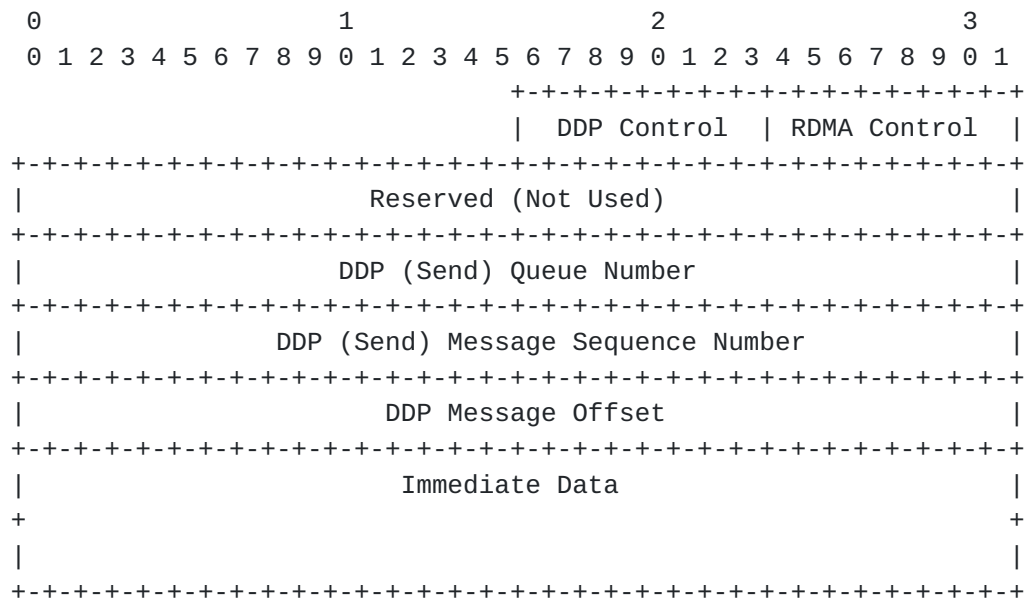 0                   1                   2                   3
 0 1 2 3 4 5 6 7 8 9 0 1 2 3 4 5 6 7 8 9 0 1 2 3 4 5 6 7 8 9 0 1
                                +-+-+-+-+-+-+-+-+-+-+-+-+-+-+-+-+
                                |  DDP Control  | RDMA Control  |
+-+-+-+-+-+-+-+-+-+-+-+-+-+-+-+-+-+-+-+-+-+-+-+-+-+-+-+-+-+-+-+-+
|                      Reserved (Not Used)                      |
+-+-+-+-+-+-+-+-+-+-+-+-+-+-+-+-+-+-+-+-+-+-+-+-+-+-+-+-+-+-+-+-+
|                    DDP (Send) Queue Number                    |
+-+-+-+-+-+-+-+-+-+-+-+-+-+-+-+-+-+-+-+-+-+-+-+-+-+-+-+-+-+-+-+-+
|                DDP (Send) Message Sequence Number             |
+-+-+-+-+-+-+-+-+-+-+-+-+-+-+-+-+-+-+-+-+-+-+-+-+-+-+-+-+-+-+-+-+
|                       DDP Message Offset                      |
+-+-+-+-+-+-+-+-+-+-+-+-+-+-+-+-+-+-+-+-+-+-+-+-+-+-+-+-+-+-+-+-+
|                        Immediate Data                         |
+                                                               +
|                                                               |
+-+-+-+-+-+-+-+-+-+-+-+-+-+-+-+-+-+-+-+-+-+-+-+-+-+-+-+-+-+-+-+-+